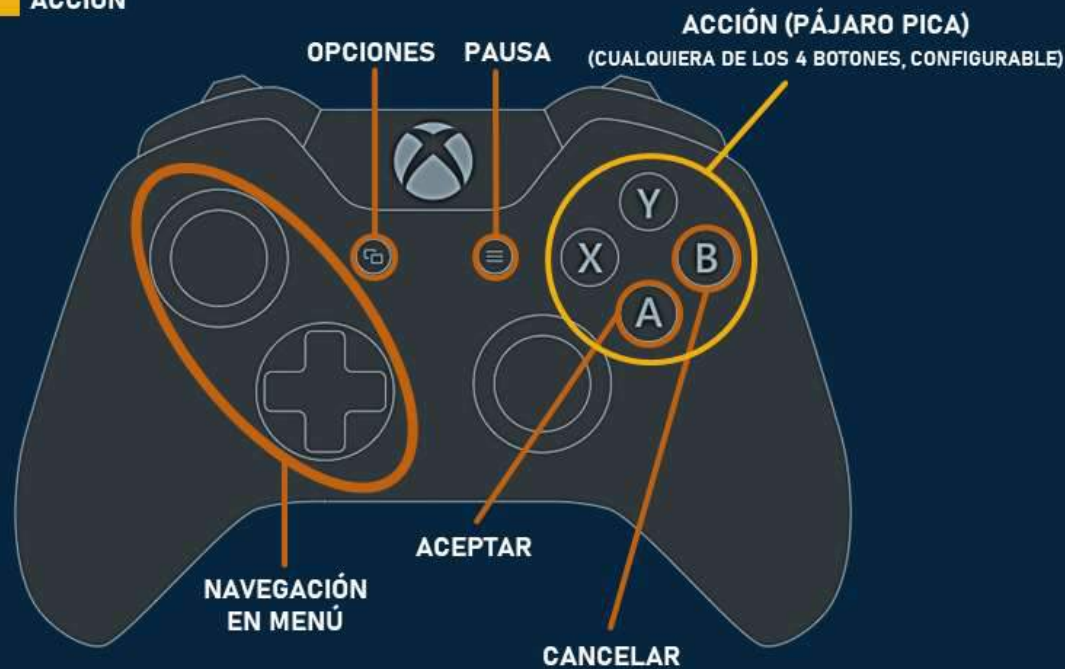 ACCIÓN
ACCIÓN (PÁJARO PICA)
OPCIONES PAUSA (CUALQUIERA DE LOS 4 BOTONES, CONFIGURABLE)
Y
X B
A
ACEPTAR
NAVEGACIÓN
EN MENÚ
CANCELAR